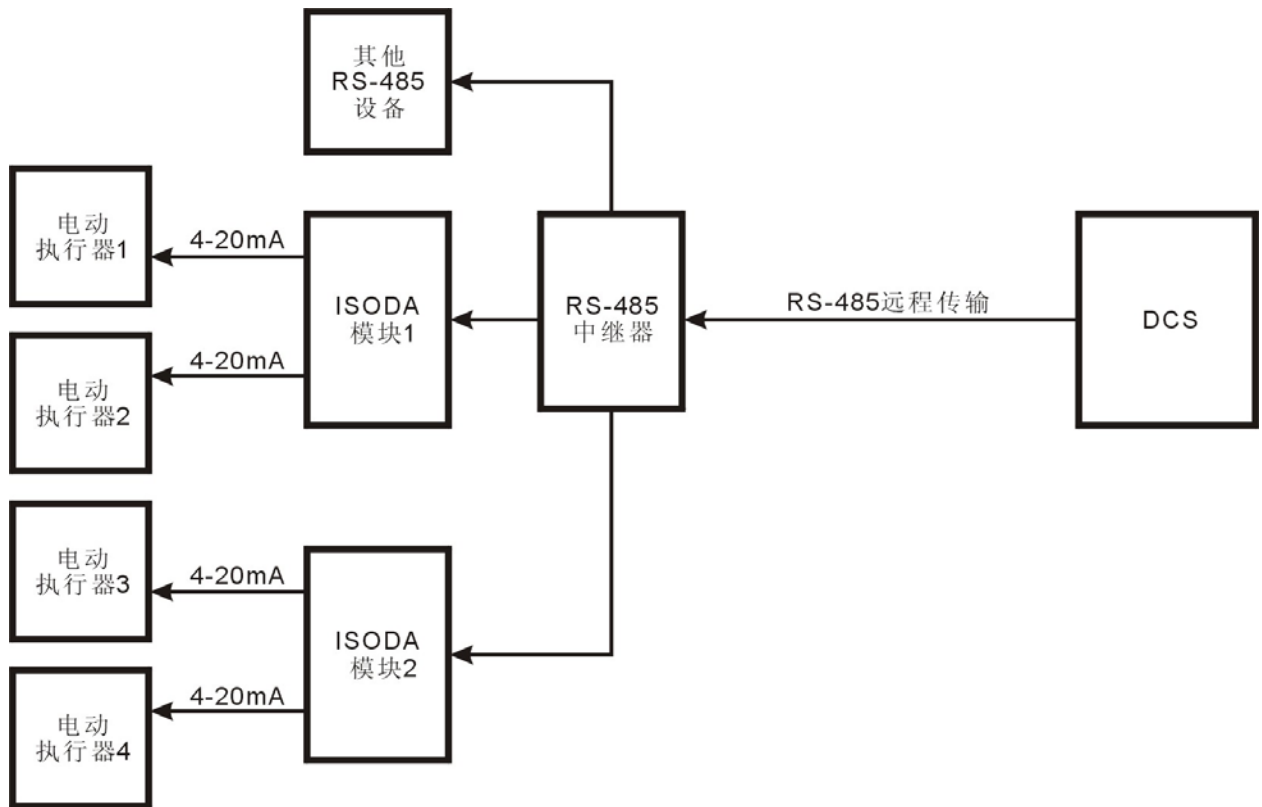 其他
RS-485
设备
电动
执行器1
4-20mA
电动
执行器2
4-20mA
ISODA
模块1
RS-485
中继器
RS-485远程传输
DCS
电动
执行器3
4-20mA
电动
执行器4
4-20mA
ISODA
模块2